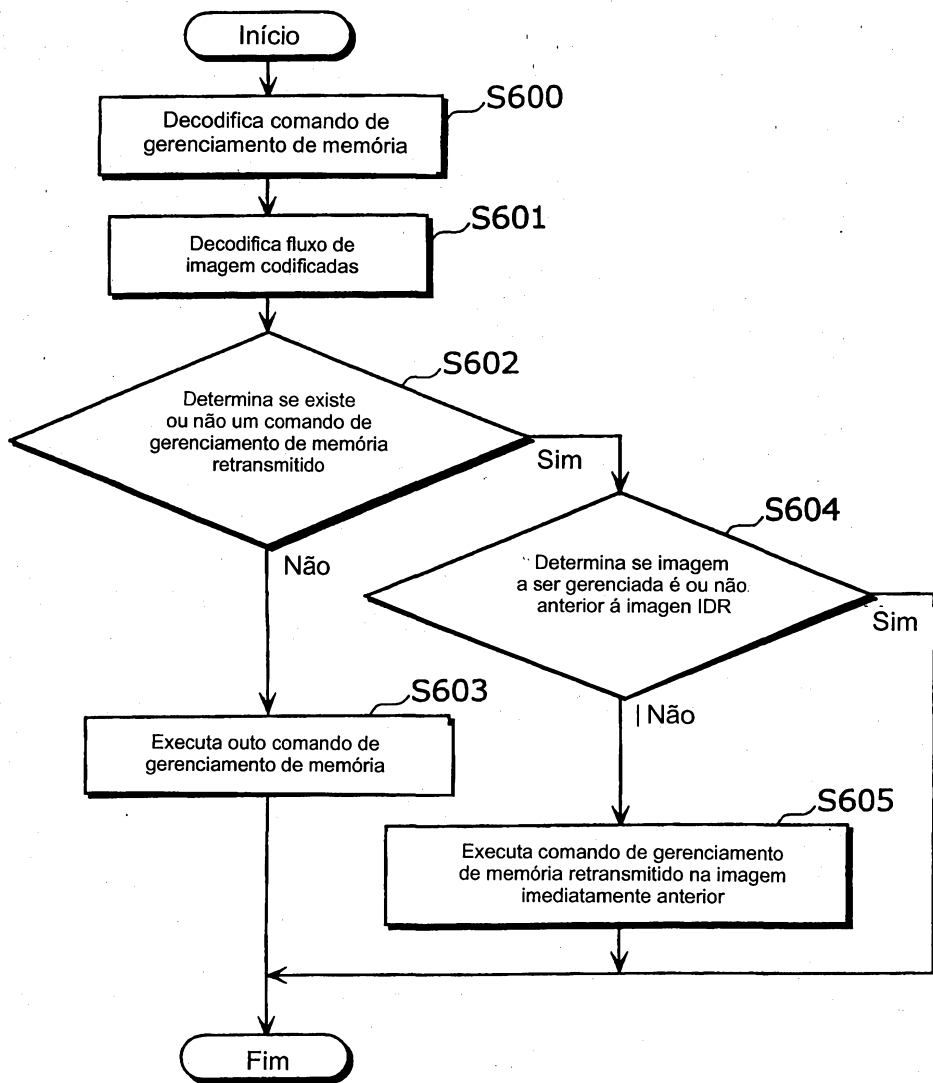 Início
S600
Decodifica comando de
gerenciamento de memória
S601
Decodifica fluxo de
imagem codificadas
S602
Determina se existe
ou não um comando de
gerenciamento de memória
retransmitido
Sim
Não
S604
Determina se imagem
a ser gerenciada é ou não
anterior á imagen IDR
Sim
Não
S603
Executa outo comando de
gerenciamento de memória
S605
Executa comando de gerenciamento
de memória retransmitido na imagem
imediatamente anterior
Fim